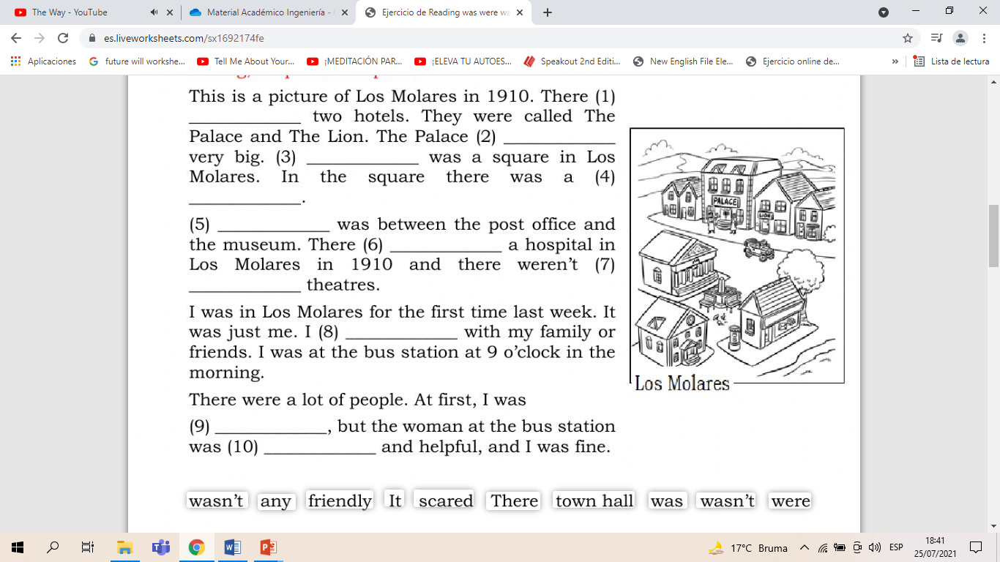 The Way - YouTube
Material Académico Ingeniería -
Ejercicio de Reading was were wa
es.liveworksheets.com/sx1692174fe
Aplicaciones
future will workshe...
Tell Me About Your...
¡MEDITACIÓN PAR...
¡ELEVA TU AUTOES...
Speakout 2nd Editi...
New English File Ele...
Ejercicio online de...
»
Lista de lectura
This is a picture of Los Molares in 1910. There (1)
____________ two hotels. They were called The
Palace and The Lion. The Palace (2) ____________
very big. (3) ____________ was a square in Los
Molares. In the square there was a (4)
____________.
(5) ____________ was between the post office and
the museum. There (6) ____________ a hospital in
Los Molares in 1910 and there weren't (7)
____________ theatres.
I was in Los Molares for the first time last week. It
was just me. I (8) ____________ with my family or
friends. I was at the bus station at 9 o'clock in the
morning.
There were a lot of people. At first, I was
(9) ____________, but the woman at the bus station
was (10) ____________ and helpful, and I was fine.
PALACE
LION
Los Molares
wasn't any friendly It scared There town hall was wasn't were
17°C Bruma
ESP
18:41
25/07/2021